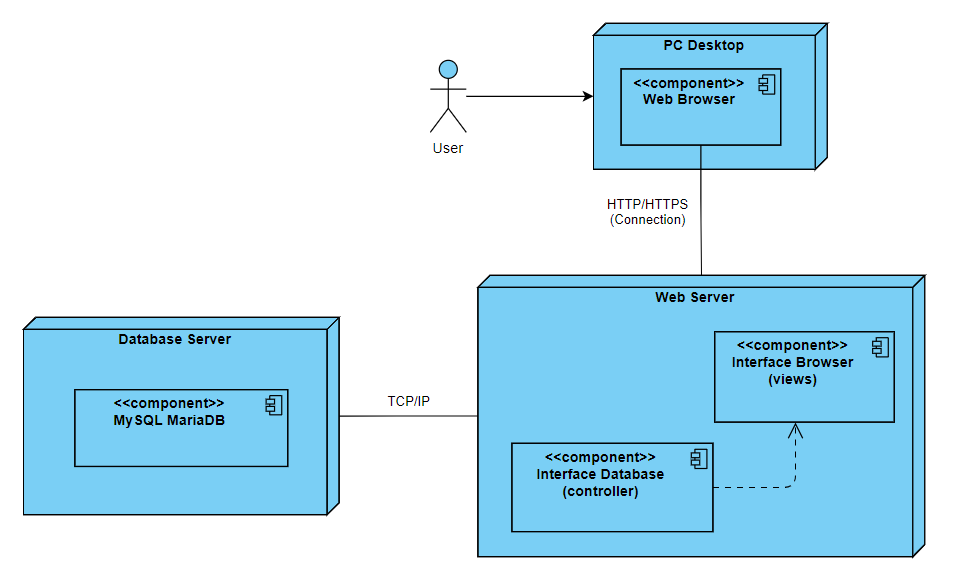 PC Desktop
<<component>>
Web Browser
User
HTTP/HTTPS
(Connection)
Web Server
Database Server
<<component>>
Interface Browser
(views)
<<component>>
MySQL MariaDB
TCP/IP
<<component>>
Interface Database
(controller)